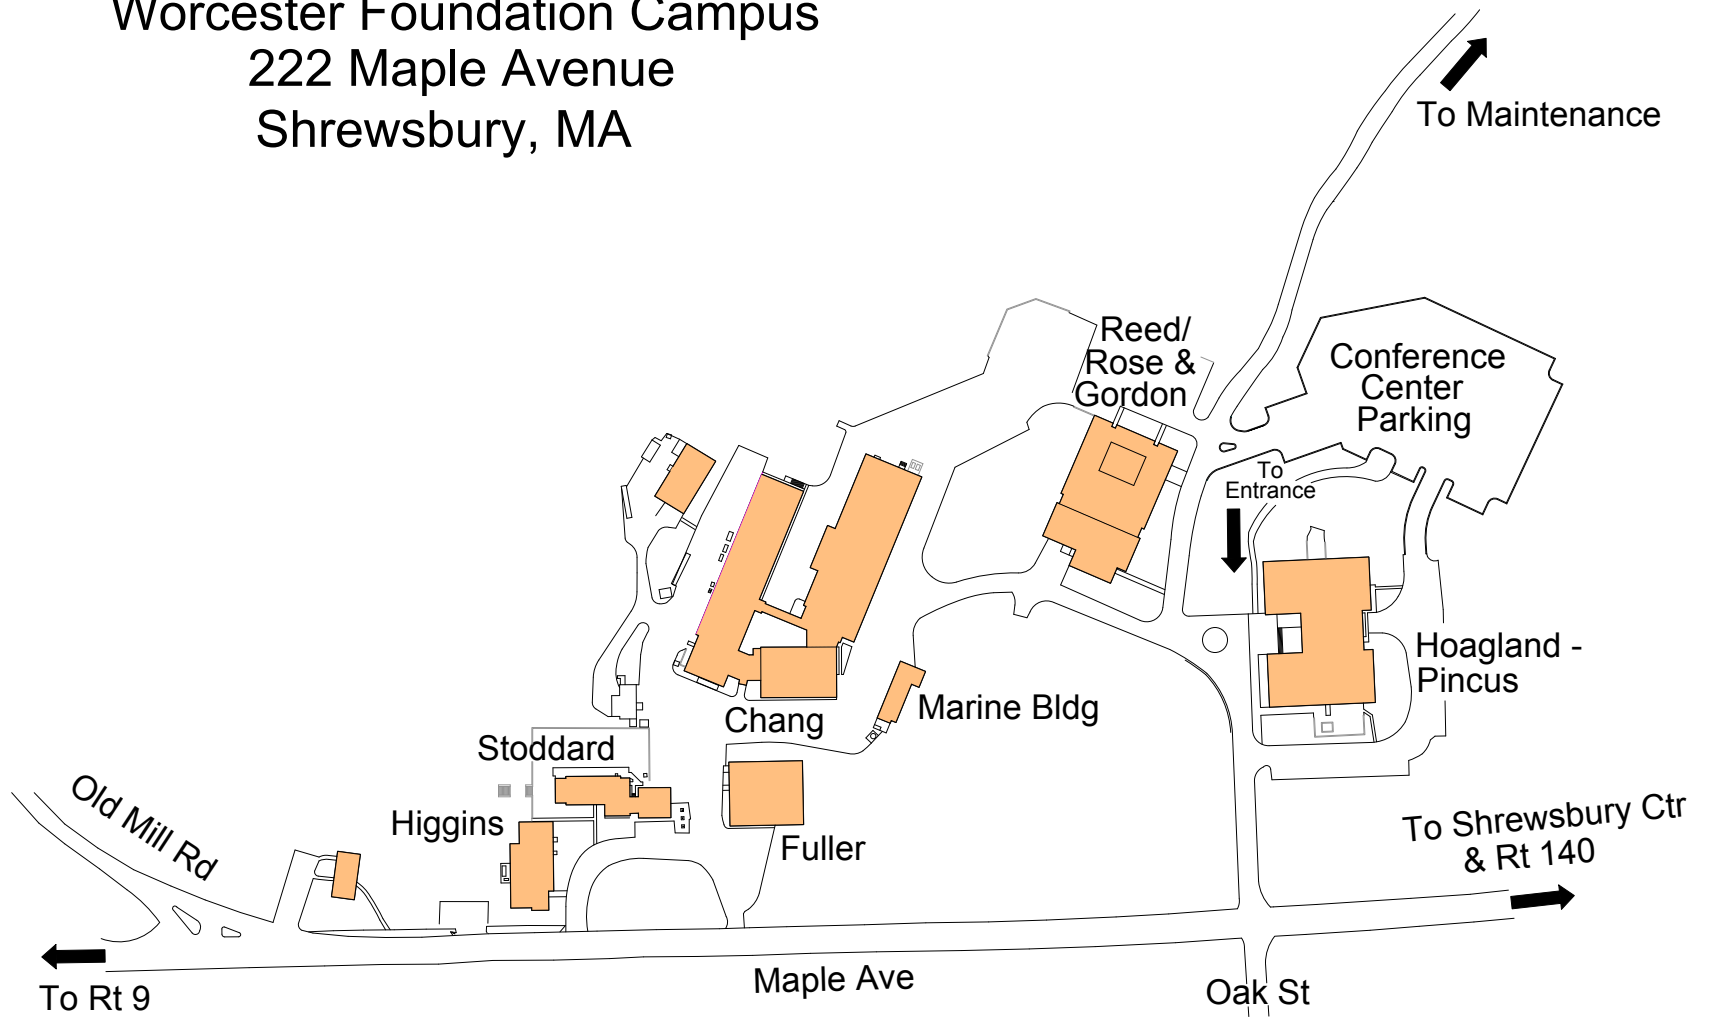 Worcester Foundation Campus
222 Maple Avenue
Shrewsbury, MA
To Maintenance
Reed/
Rose &
Gordon
Conference
Center
Parking
To
Entrance
Hoagland -
Pincus
Marine Bldg
Chang
Stoddard
Higgins
Fuller
Old Mill Rd
To Shrewsbury Ctr
& Rt 140
Maple Ave
Oak St
To Rt 9